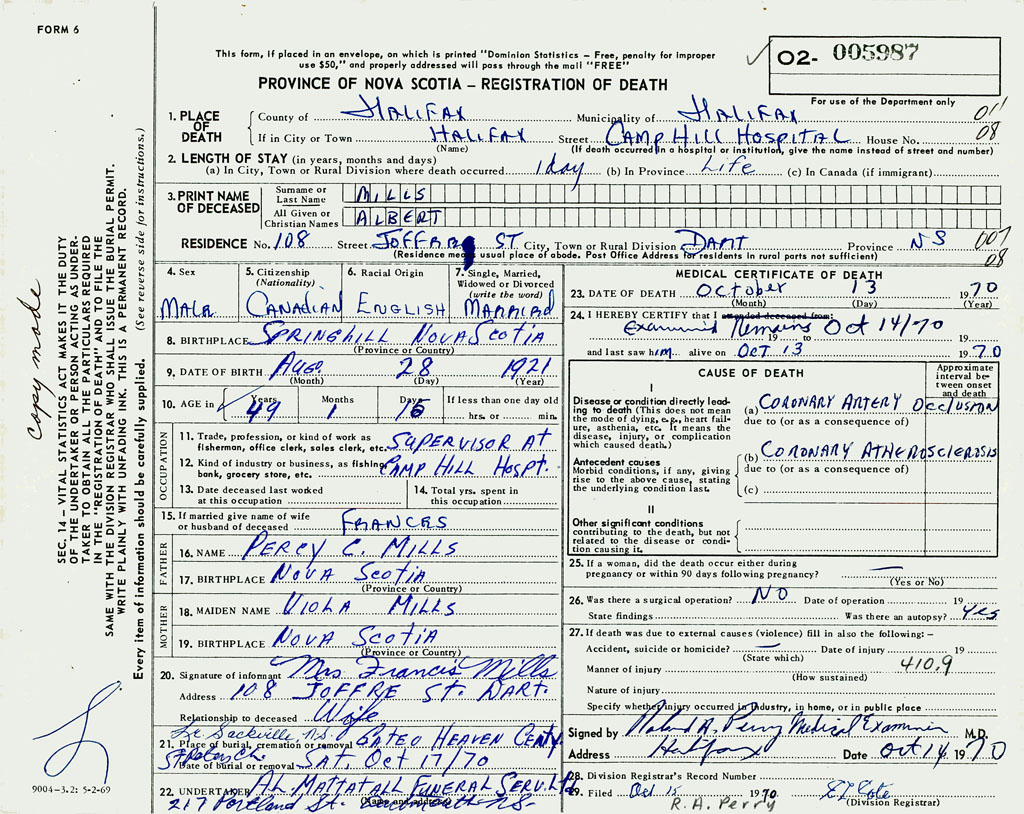 FORM 6
This form, if placed in an envelope, on which is printed "Dominion Statistics – Free, penalty for improper
use $50," and properly addressed will pass through the mail "FREE"
02- 005987
PROVINCE OF NOVA SCOTIA – REGISTRATION OF DEATH
For use of the Department only
1. PLACE OF DEATH
County of HALIFAX Municipality of HALIFAX
If in City or Town HALIFAX Street CAMP HILL HOSPITAL House No. 08
(Name) (If death occurred in a hospital or institution, give the name instead of street and number)
2. LENGTH OF STAY (in years, months and days)
(a) In City, Town or Rural Division where death occurred 1 day (b) In Province Life (c) In Canada (if immigrant)
3. PRINT NAME OF DECEASED
Surname or Last Name MILLS
All Given or Christian Names ALBERT
RESIDENCE No. 108 Street JOFFRE ST City, Town or Rural Division DART Province NS 007
(Residence means usual place of abode. Post Office Address for residents in rural parts not sufficient) 08
4. Sex MALE
5. Citizenship (Nationality) CANADIAN
6. Racial Origin ENGLISH
7. Single, Married, Widowed or Divorced (write the word) MARRIED
8. BIRTHPLACE SPRINGHILL NOVA SCOTIA
(Province or Country)
9. DATE OF BIRTH AUG. 28 1921
(Month) (Day) (Year)
10. AGE in Years 49 Months 1 Days 15 If less than one day old hrs. or min.
OCCUPATION
11. Trade, profession, or kind of work as fisherman, office clerk, sales clerk, etc. SUPERVISOR AT
12. Kind of industry or business, as fishing, bank, grocery store, etc. CAMP HILL HOSPT.
13. Date deceased last worked at this occupation
14. Total yrs. spent in this occupation
15. If married give name of wife or husband of deceased FRANCES
FATHER
16. NAME PERCY C. MILLS
17. BIRTHPLACE NOVA SCOTIA
(Province or Country)
MOTHER
18. MAIDEN NAME VIOLA MILLS
19. BIRTHPLACE NOVA SCOTIA
(Province or Country)
20. Signature of informant Mrs Francis Mills
Address 108 JOFFRE ST. DART.
Relationship to deceased Wife
Sackville, N.S.
21. Place of burial, cremation or removal GATEO HEAVEN
Date of burial or removal SAT. OCT 17/70
22. UNDERTAKER AL MATTATALL FUNERAL SERV. LTD
(Name and address)
217 Portland St. Dartmouth N.S.
MEDICAL CERTIFICATE OF DEATH
23. DATE OF DEATH OCTOBER 13 1970
(Month) (Day) (Year)
24. I HEREBY CERTIFY that I attended deceased from:
Examined Remains Oct 14/70
19 to 19
and last saw him alive on OCT 13 1970
CAUSE OF DEATH
Approximate interval between onset and death
I
Disease or condition directly leading to death (This does not mean the mode of dying, e.g., heart failure, asthenia, etc. It means the disease, injury, or complication which caused death.)
(a) CORONARY ARTERY OCCLUSION
due to (or as a consequence of)
Antecedent causes
Morbid conditions, if any, giving rise to the above cause, stating the underlying condition last.
(b) CORONARY ATHEROSCLEROSIS
due to (or as a consequence of)
(c)
II
Other significant conditions
contributing to the death, but not related to the disease or condition causing it.
25. If a woman, did the death occur either during
pregnancy or within 90 days following pregnancy? —
(Yes or No)
26. Was there a surgical operation? NO Date of operation 19
State findings Was there an autopsy? Yes
27. If death was due to external causes (violence) fill in also the following: –
Accident, suicide or homicide? — Date of injury 19
(State which)
Manner of injury 410.9
(How sustained)
Nature of injury
Specify whether injury occurred in industry, in home, or in public place
Signed by Roland A. Perry Medical Examiner M.D.
Address Halifax Date Oct 14 1970
28. Division Registrar's Record Number
29. Filed Oct 15 1970
R.A. Perry
(Division Registrar)
SEC. 14 – VITAL STATISTICS ACT MAKES IT THE DUTY
OF THE UNDERTAKER OR PERSON ACTING AS UNDER-
TAKER TO OBTAIN ALL THE PARTICULARS REQUIRED
IN THE "REGISTRATION OF DEATH" AND TO FILE THE
SAME WITH THE DIVISION REGISTRAR WHO SHALL ISSUE THE BURIAL PERMIT.
WRITE PLAINLY WITH UNFADING INK. THIS IS A PERMANENT RECORD.
Every item of information should be carefully supplied. (See reverse side for instructions.)
Copy made
9004–3.2: 5-2-69